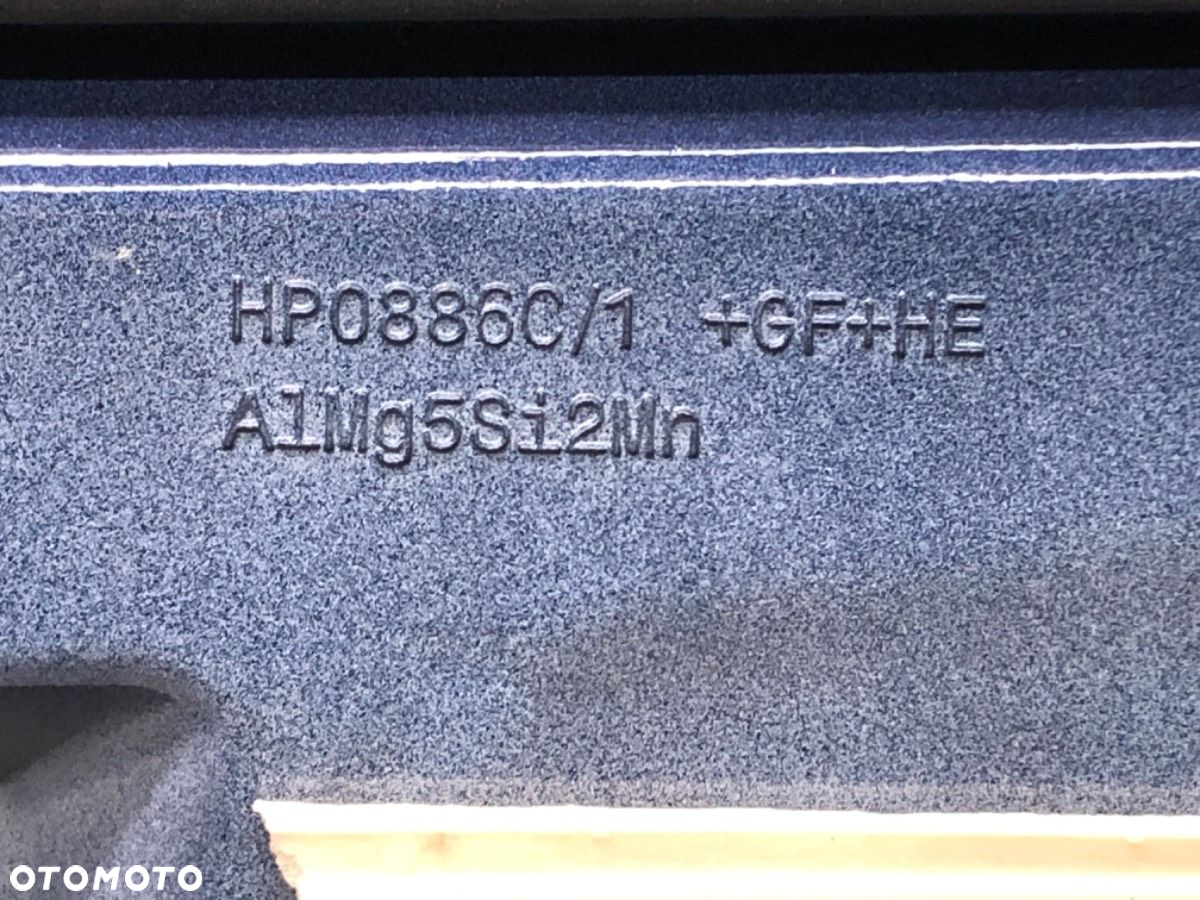 HP0886C/1 +GF+HE
AlMg5Si2Mn
OTOMOTO